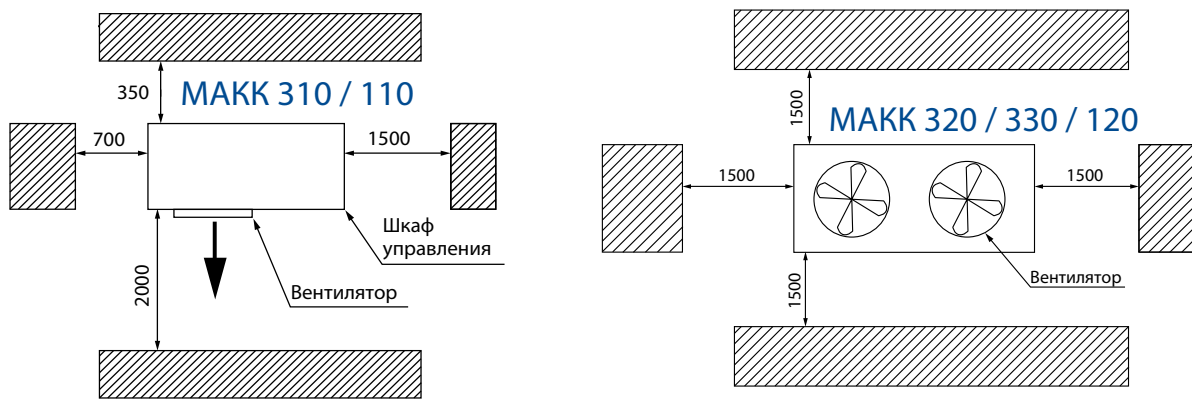 350
МАКК 310 / 110
700
1500
Шкаф
управления
2000
Вентилятор
1500
МАКК 320 / 330 / 120
1500
1500
1500
Вентилятор